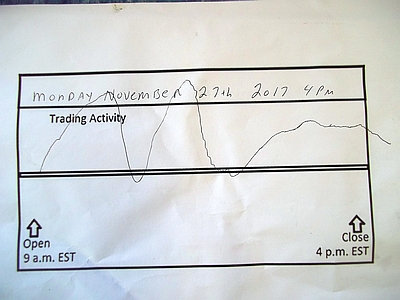 Monday November 27th 2017 4pm
Trading Activity
Open
9 a.m. EST
Close
4 p.m. EST